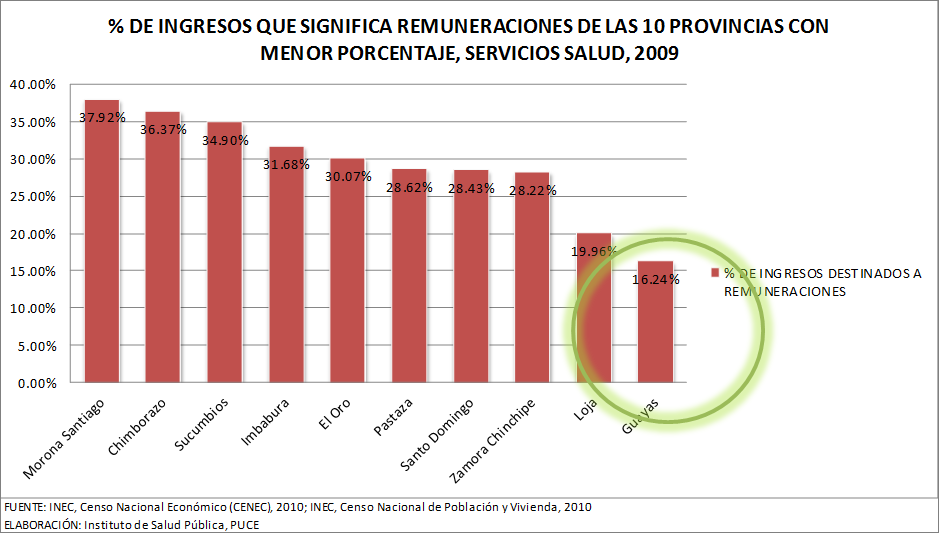 % DE INGRESOS QUE SIGNIFICA REMUNERACIONES DE LAS 10 PROVINCIAS CON
MENOR PORCENTAJE, SERVICIOS SALUD, 2009
40.00%
35.00%
30.00%
25.00%
20.00%
15.00%
10.00%
5.00%
0.00%
37.92%
36.37%
34.90%
31.68%
30.07%
28.62%
28.43%
28.22%
19.96%
16.24%
Morona Santiago
Chimborazo
Sucumbios
Imbabura
El Oro
Pastaza
Santo Domingo
Zamora Chinchipe
Loja
Guayas
% DE INGRESOS DESTINADOS A
REMUNERACIONES
FUENTE: INEC, Censo Nacional Económico (CENEC), 2010; INEC, Censo Nacional de Población y Vivienda, 2010
ELABORACIÓN: Instituto de Salud Pública, PUCE